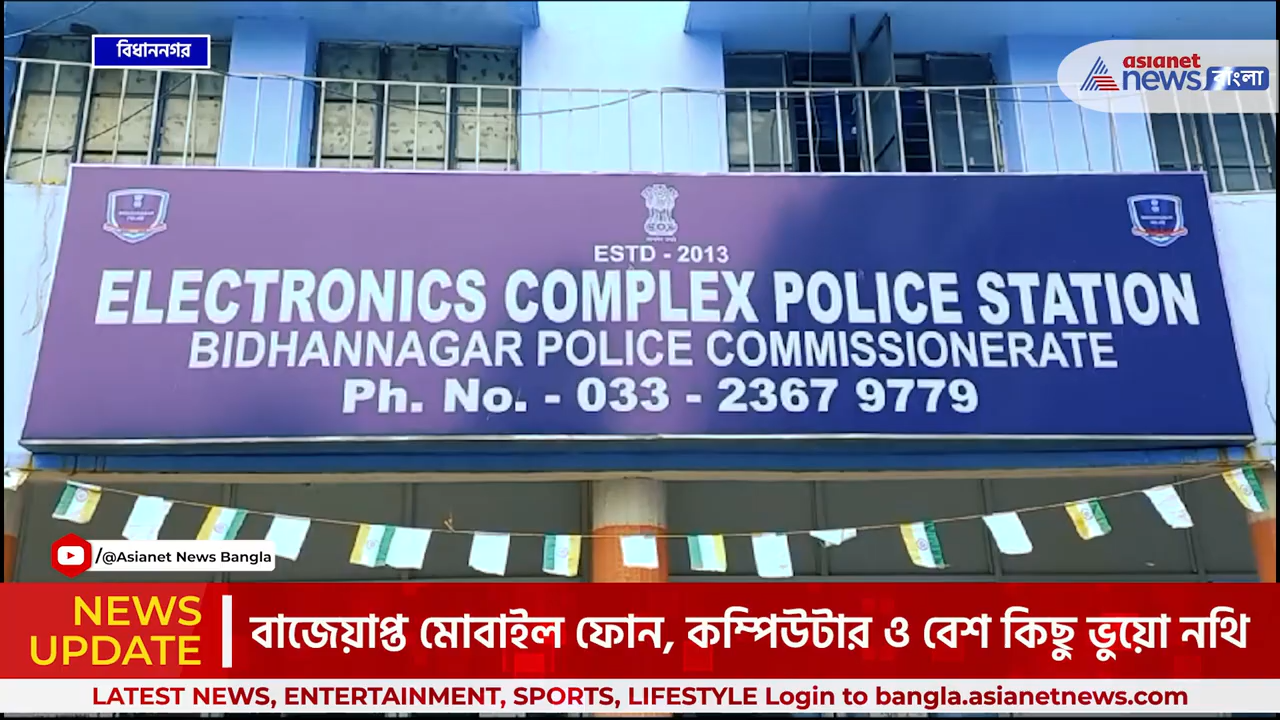 বিধাননগর
asianet
news বাংলা
ESTD - 2013
ELECTRONICS COMPLEX POLICE STATION
BIDHANNAGAR POLICE COMMISSIONERATE
Ph. No. - 033 - 2367 9779
/@Asianet News Bangla
NEWS
UPDATE
বাজেয়াপ্ত মোবাইল ফোন, কম্পিউটার ও বেশ কিছু ভুয়ো নথি
LATEST NEWS, ENTERTAINMENT, SPORTS, LIFESTYLE Login to bangla.asianetnews.com